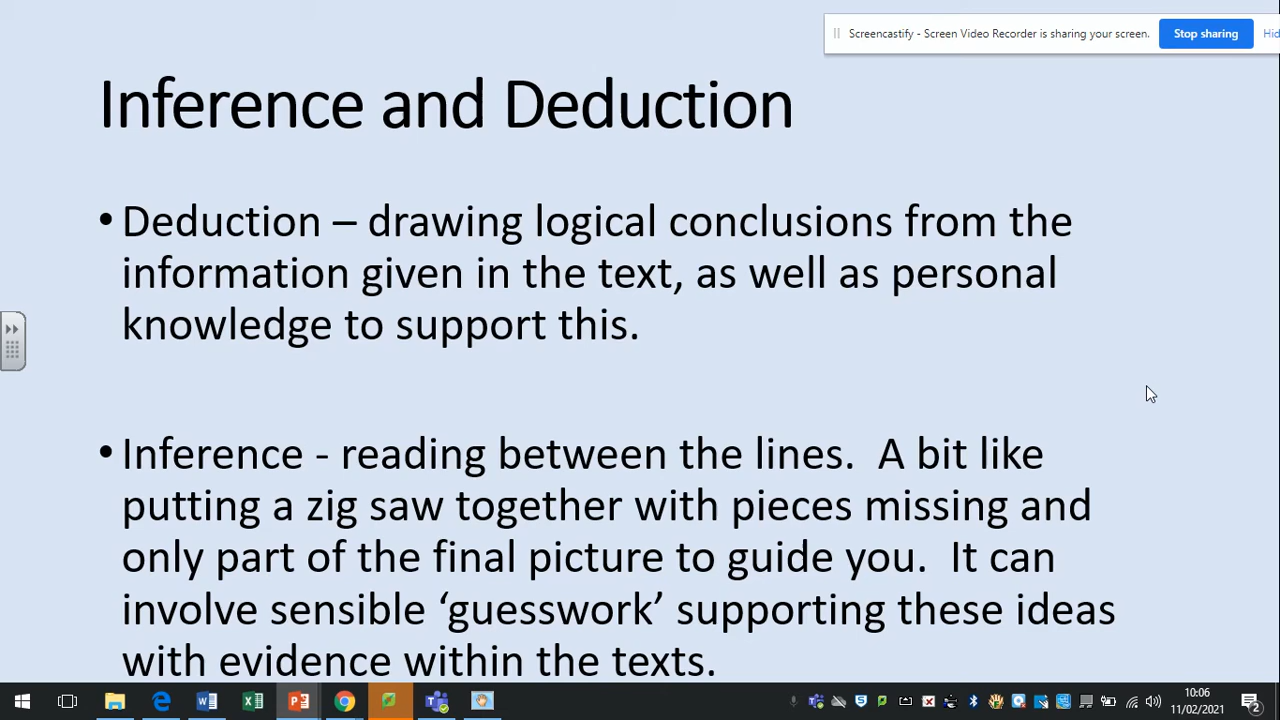 Screencastify - Screen Video Recorder is sharing your screen.
Stop sharing
Hid
Inference and Deduction
• Deduction – drawing logical conclusions from the
information given in the text, as well as personal
knowledge to support this.
• Inference - reading between the lines.  A bit like
putting a zig saw together with pieces missing and
only part of the final picture to guide you.  It can
involve sensible ‘guesswork’ supporting these ideas
with evidence within the texts.
10:06
11/02/2021
2